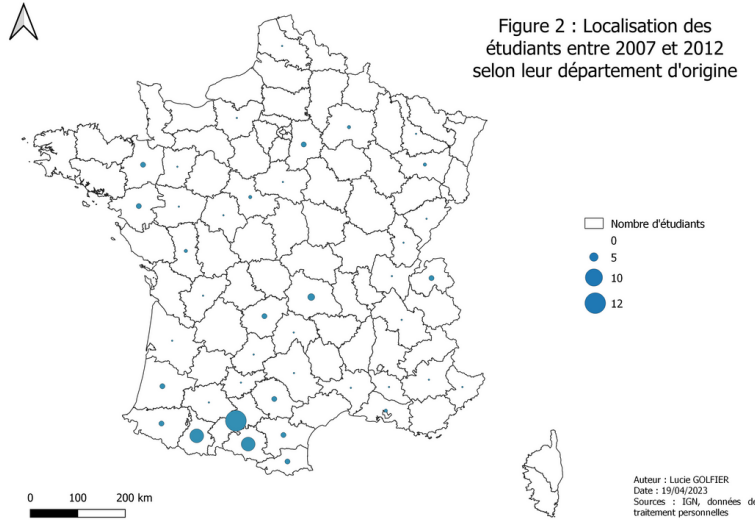 Figure 2 : Localisation des
étudiants entre 2007 et 2012
selon leur département d'origine
Nombre d'étudiants
0
5
10
12
0 100 200 km
Auteur : Lucie GOLFIER
Date : 19/04/2023
Sources : IGN, données de
traitement personnelles